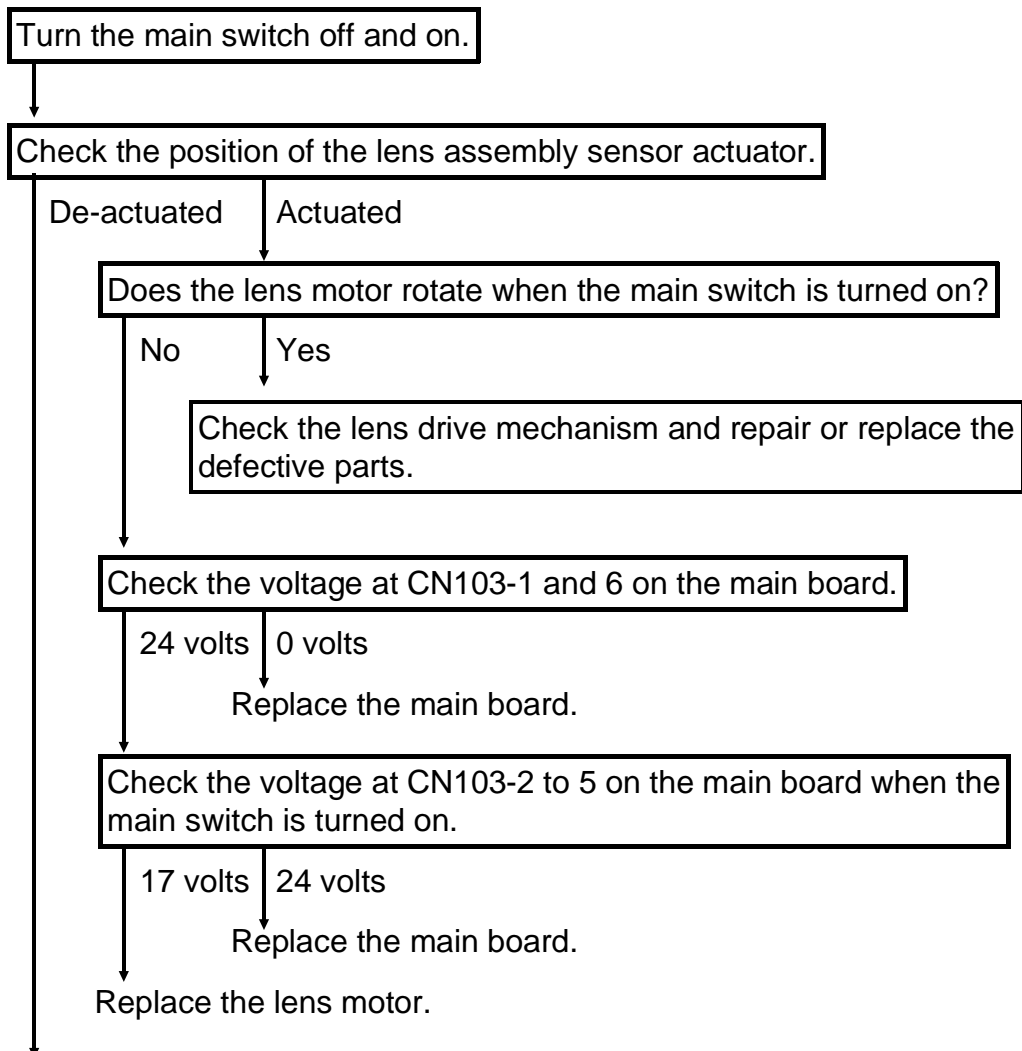 Turn the main switch off and on.
Check the position of the lens assembly sensor actuator.
De-actuated
Actuated
Does the lens motor rotate when the main switch is turned on?
No
Yes
Check the lens drive mechanism and repair or replace the
defective parts.
Check the voltage at CN103-1 and 6 on the main board.
24 volts
0 volts
Replace the main board.
Check the voltage at CN103-2 to 5 on the main board when the
main switch is turned on.
17 volts
24 volts
Replace the main board.
Replace the lens motor.